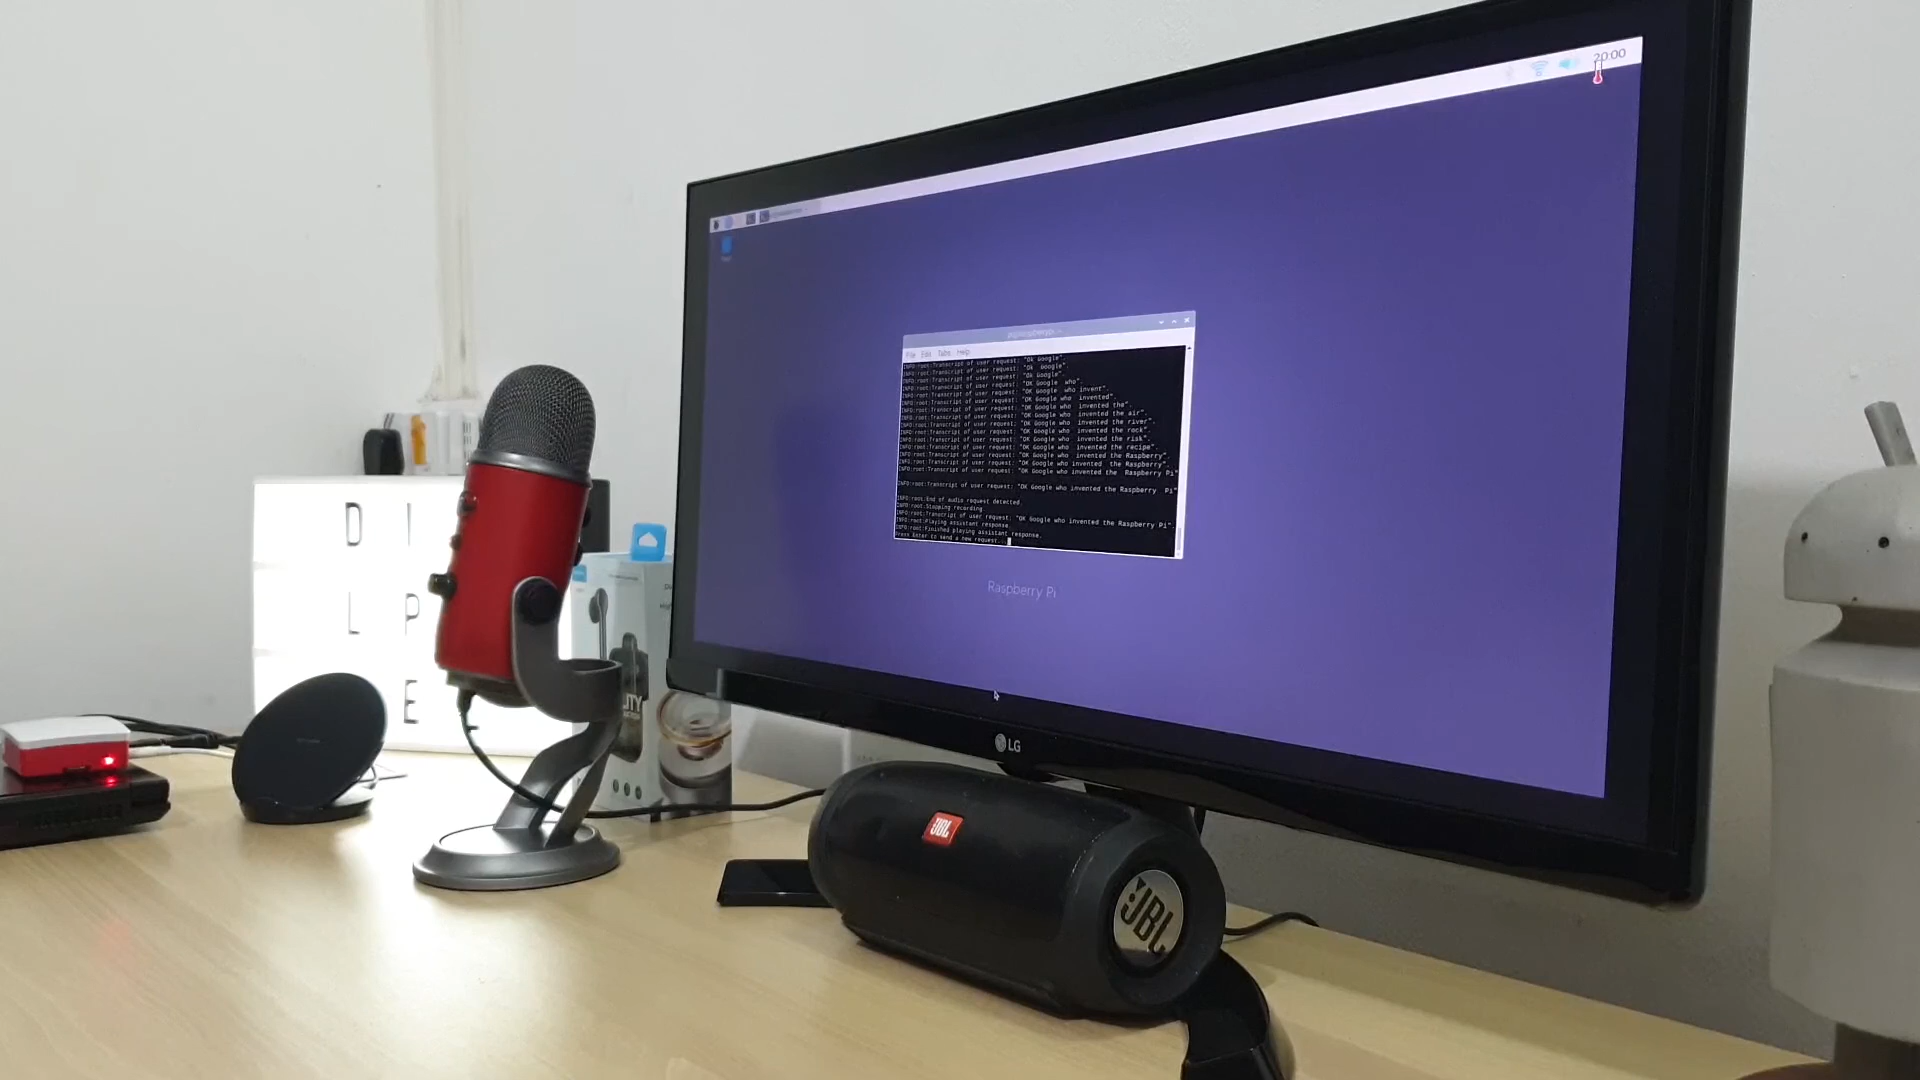 20:00
File Edit Tabs Help
INFO:root:Transcript of user request: "Ok Google".
INFO:root:Transcript of user request: "Ok  Google".
INFO:root:Transcript of user request: "Ok Google".
INFO:root:Transcript of user request: "OK Google  who".
INFO:root:Transcript of user request: "OK Google  who invent".
INFO:root:Transcript of user request: "OK Google who  invented".
INFO:root:Transcript of user request: "OK Google who  invented the".
INFO:root:Transcript of user request: "OK Google who  invented the air".
INFO:root:Transcript of user request: "OK Google who  invented the river".
INFO:root:Transcript of user request: "OK Google who  invented the rock".
INFO:root:Transcript of user request: "OK Google who  invented the risk".
INFO:root:Transcript of user request: "OK Google who  invented the recipe".
INFO:root:Transcript of user request: "OK Google who  invented the Raspberry".
INFO:root:Transcript of user request: "OK Google who invented  the Raspberry".
INFO:root:Transcript of user request: "OK Google who invented the  Raspberry Pi"
INFO:root:Transcript of user request: "OK Google who invented the Raspberry  Pi"
INFO:root:End of audio request detected.
INFO:root:Stopping recording
INFO:root:Transcript of user request: "OK Google who invented the Raspberry Pi".
INFO:root:Playing assistant response.
INFO:root:Finished playing assistant response.
Press Enter to send a new request...
Raspberry Pi
LG
D I
L P
E
JBL
JBL